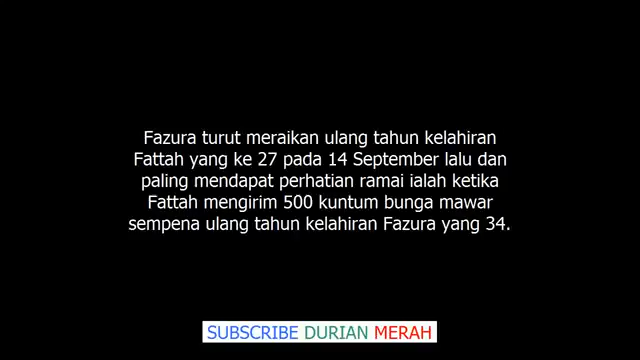 Fazura turut meraikan ulang tahun kelahiran
Fattah yang ke 27 pada 14 September lalu dan
paling mendapat perhatian ramai ialah ketika
Fattah mengirim 500 kuntum bunga mawar
sempena ulang tahun kelahiran Fazura yang 34.
SUBSCRIBE DURIAN MERAH